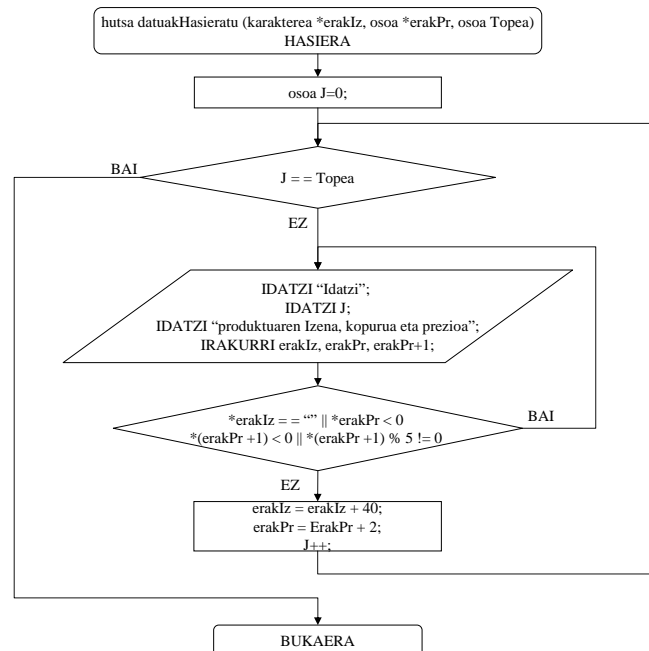 hutsa datuakHasieratu (karakterea *erakIz, osoa *erakPr, osoa Topea)
HASIERA
osoa J=0;
BAI
J = = Topea
EZ
IDATZI “Idatzi”;
IDATZI J;
IDATZI “produktuaren Izena, kopurua eta prezioa”;
IRAKURRI erakIz, erakPr, erakPr+1;
*erakIz = = “” || *erakPr < 0
*(erakPr +1) < 0 || *(erakPr +1) % 5 != 0
BAI
EZ
erakIz = erakIz + 40;
erakPr = ErakPr + 2;
J++;
BUKAERA